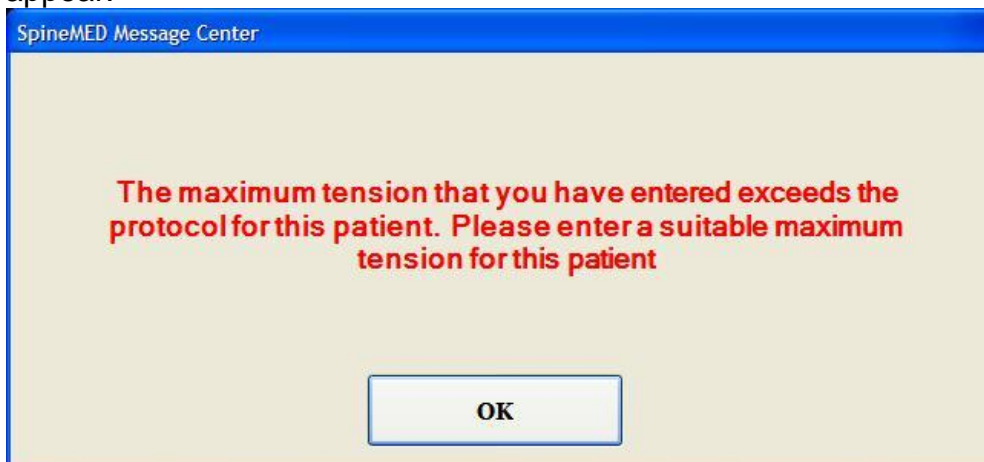 appear.
SpineMED Message Center
The maximum tension that you have entered exceeds the
protocol for this patient. Please enter a suitable maximum
tension for this patient
OK